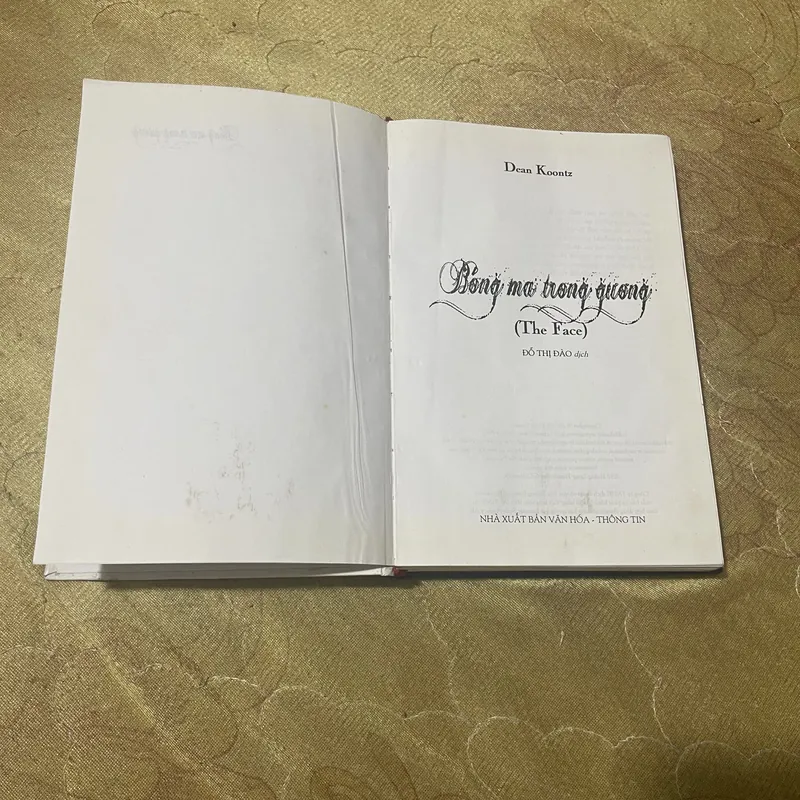 Dean Koontz
Bóng ma trong gương
(The Face)
ĐỖ THỊ ĐÀO dịch
NHÀ XUẤT BẢN VĂN HÓA - THÔNG TIN